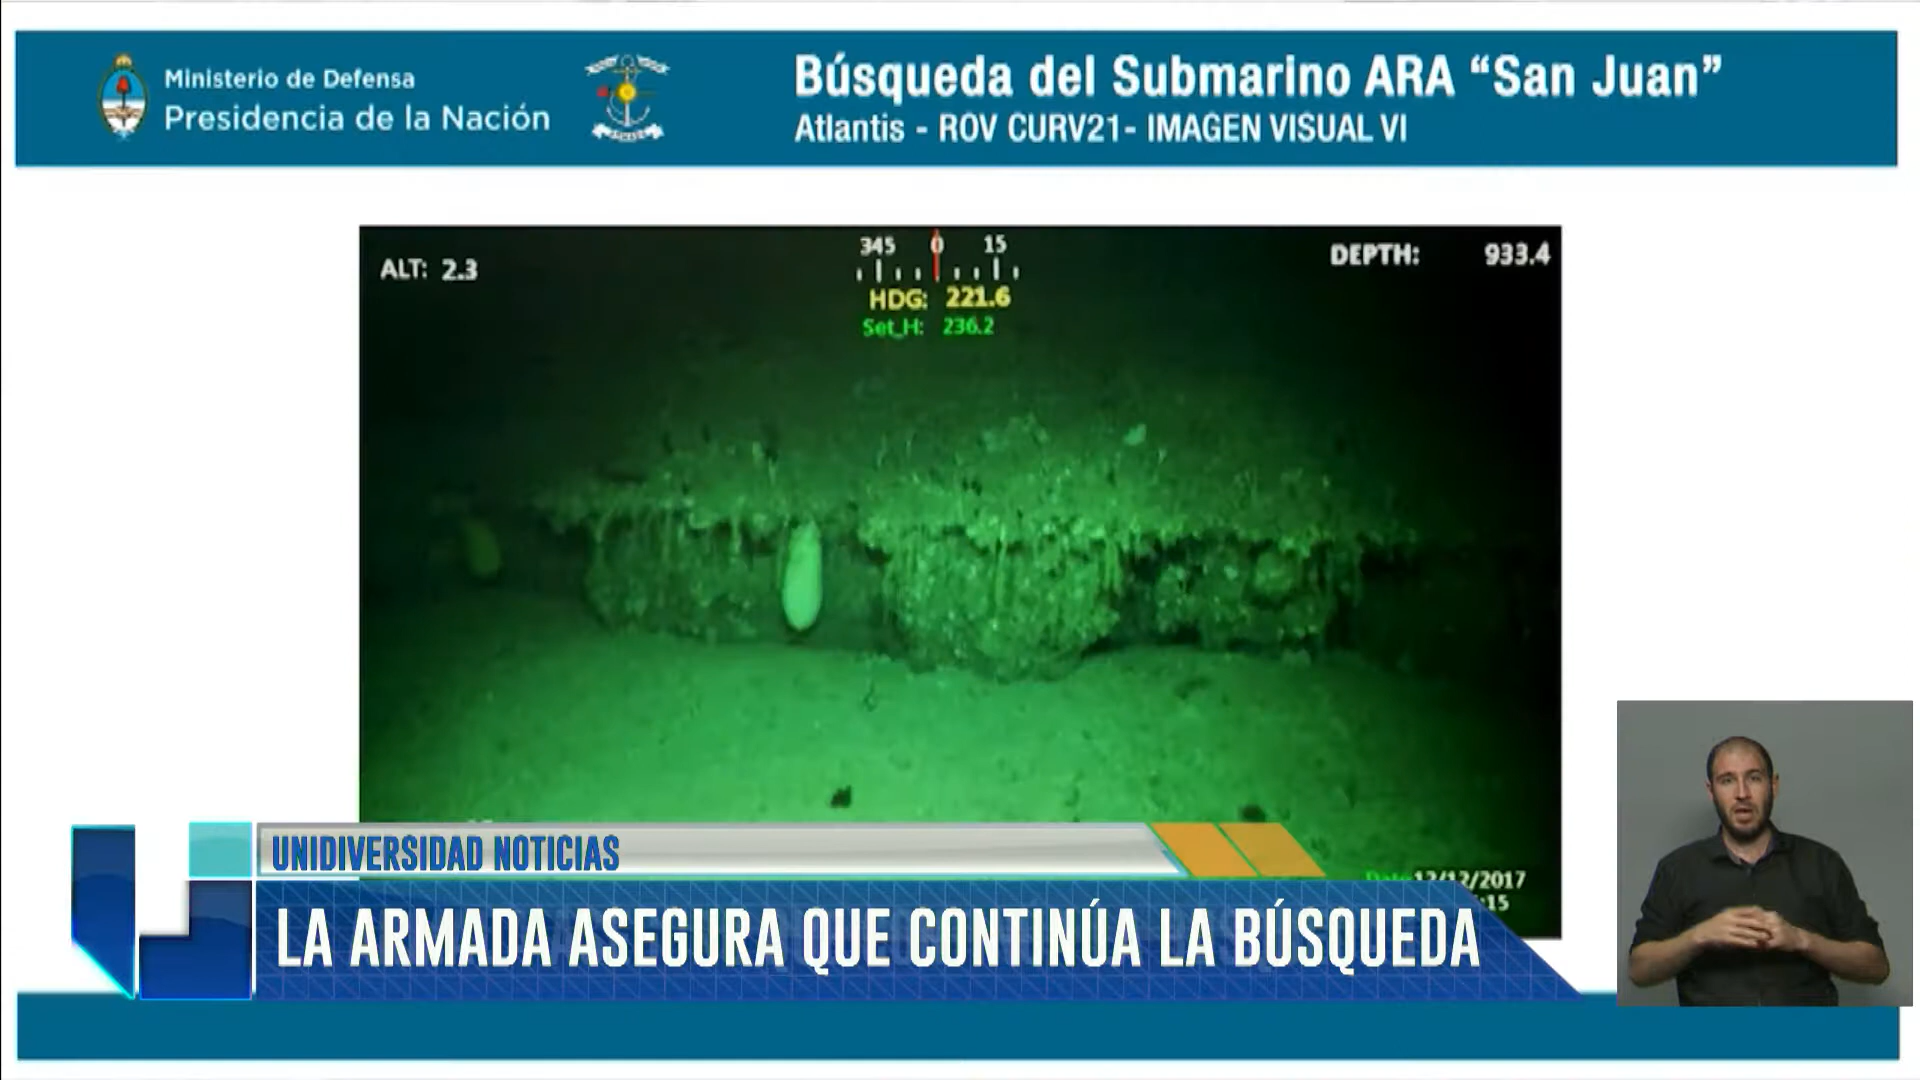 Ministerio de Defensa
Presidencia de la Nación
Búsqueda del Submarino ARA “San Juan”
Atlantis - ROV CURV21- IMAGEN VISUAL VI
ALT: 2.3
345 0 15
HDG: 221.6
Set_H: 236.2
DEPTH: 933.4
12/12/2017
:15
UNIDIVERSIDAD NOTICIAS
LA ARMADA ASEGURA QUE CONTINÚA LA BÚSQUEDA